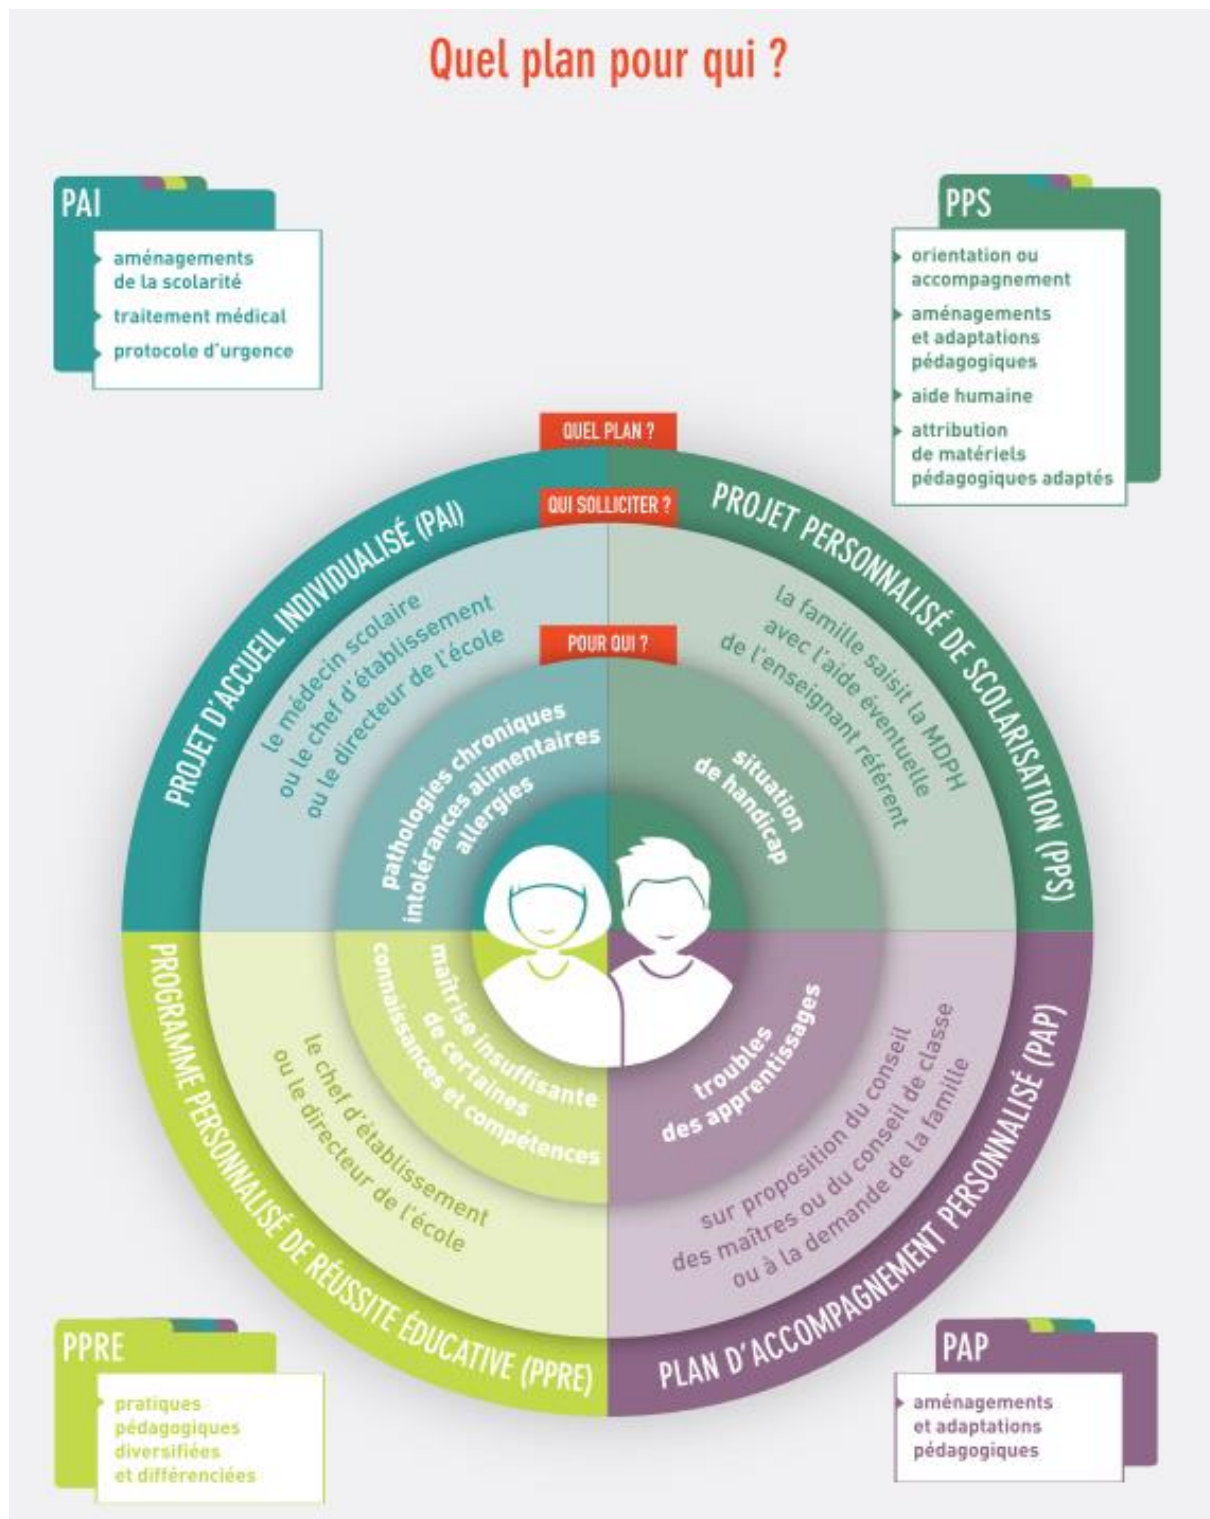 Quel plan pour qui ?
PAI
aménagements
de la scolarité
traitement médical
protocole d'urgence
PPS
orientation ou
accompagnement
aménagements
et adaptations
pédagogiques
aide humaine
attribution
de matériels
pédagogiques adaptés
QUEL PLAN ?
QUI SOLLICITER ?
POUR QUI ?
PROJET D'ACCUEIL INDIVIDUALISÉ (PAI)
le médecin scolaire
ou le chef d'établissement
ou le directeur de l'école
pathologies chroniques
intolérances alimentaires
allergies
PROJET PERSONNALISÉ DE SCOLARISATION (PPS)
la famille saisit la MDPH
avec l'aide éventuelle
de l'enseignant référent
situation
de handicap
PROGRAMME PERSONNALISÉ DE RÉUSSITE ÉDUCATIVE (PPRE)
le chef d'établissement
ou le directeur de l'école
maîtrise insuffisante
de certaines
connaissances et compétences
PLAN D'ACCOMPAGNEMENT PERSONNALISÉ (PAP)
sur proposition du conseil
des maîtres ou du conseil de classe
ou à la demande de la famille
troubles
des apprentissages
PPRE
pratiques
pédagogiques
diversifiées
et différenciées
PAP
aménagements
et adaptations
pédagogiques